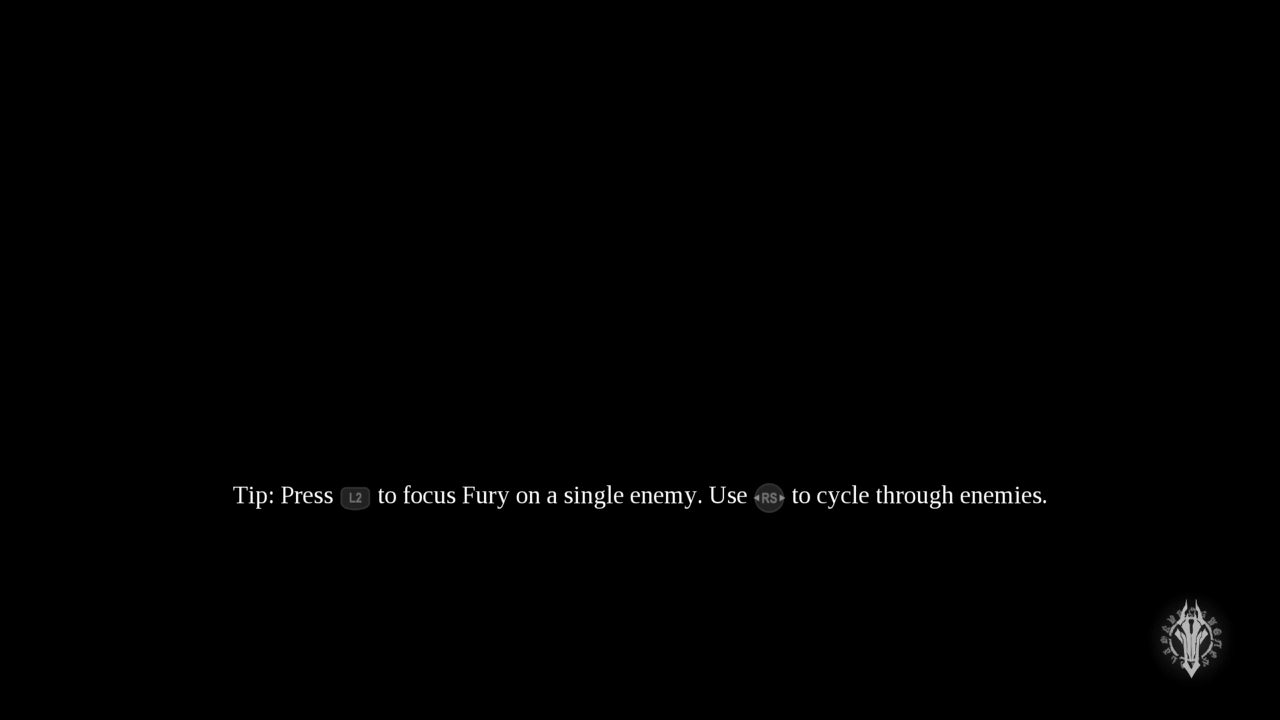 Tip: Press L2 to focus Fury on a single enemy. Use RS to cycle through enemies.